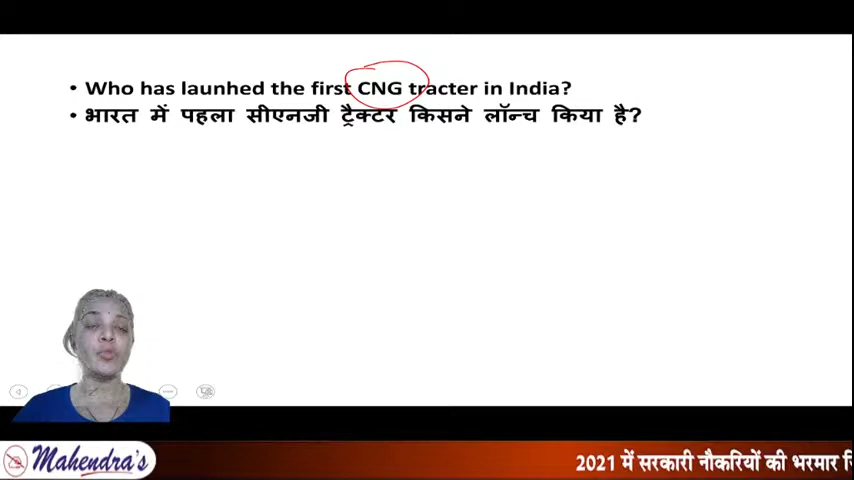 • Who has launhed the first CNG tracter in India?
• भारत में पहला सीएनजी ट्रैक्टर किसने लॉन्च किया है?
Mahendra's
2021 में सरकारी नौकरियों की भरमार